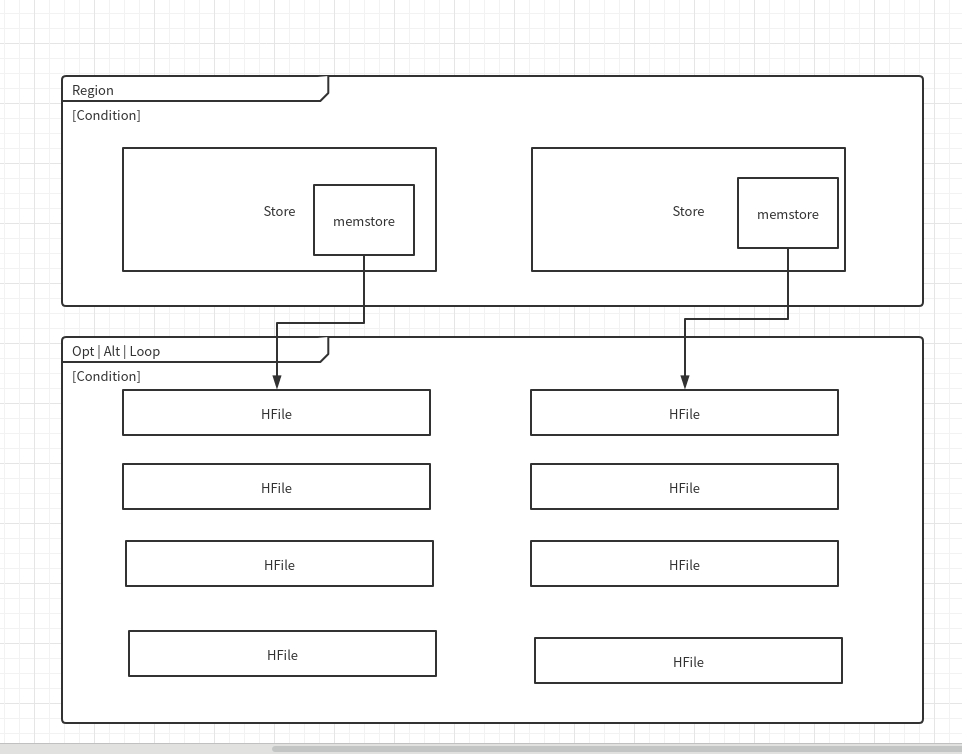 Region
[Condition]
Store
memstore
Store
memstore
Opt | Alt | Loop
[Condition]
HFile
HFile
HFile
HFile
HFile
HFile
HFile
HFile